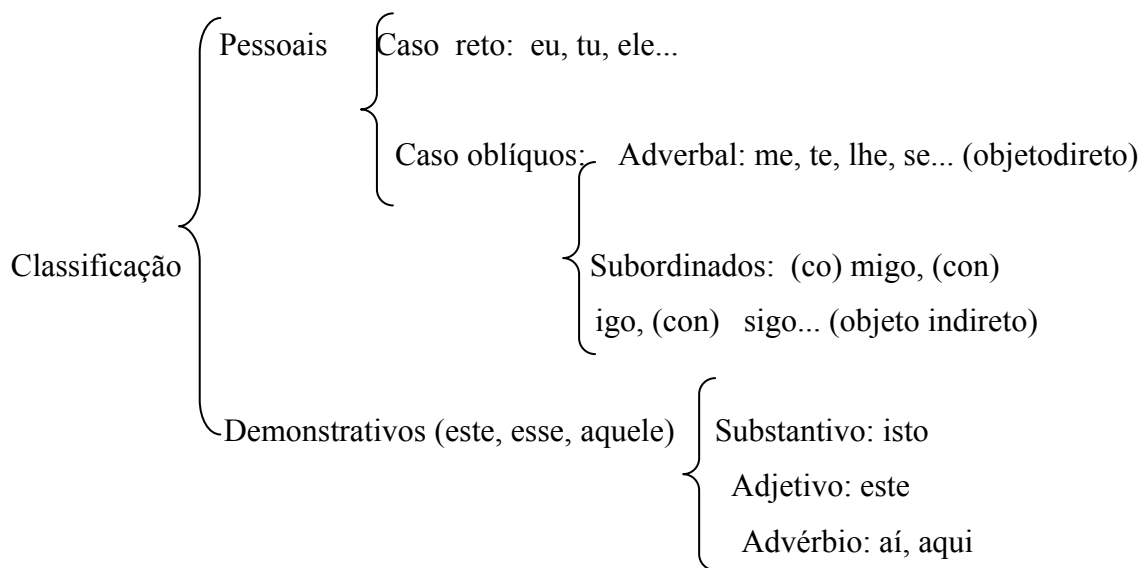 Pessoais Caso reto: eu, tu, ele...
Caso oblíquos: Adverbal: me, te, lhe, se... (objetodireto)
Classificação
Subordinados: (co) migo, (con)
igo, (con) sigo... (objeto indireto)
Demonstrativos (este, esse, aquele) Substantivo: isto
Adjetivo: este
Advérbio: aí, aqui